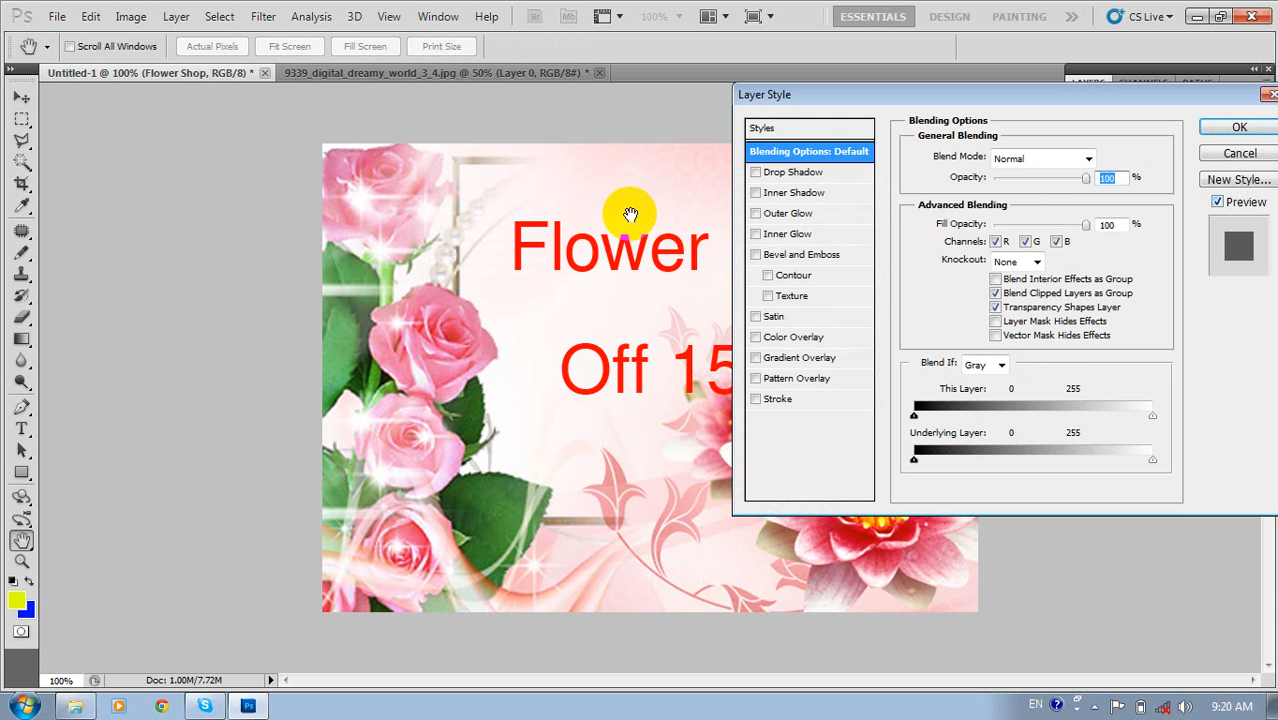 Ps File Edit Image Layer Select Filter Analysis 3D View Window Help Br Mb 100% ESSENTIALS DESIGN PAINTING CS Live
Scroll All Windows Actual Pixels Fit Screen Fill Screen Print Size
Untitled-1 @ 100% (Flower Shop, RGB/8) * 9339_digital_dreamy_world_3_4.jpg @ 50% (Layer 0, RGB/8#) *
Layer Style
Styles
Blending Options: Default
Drop Shadow
Inner Shadow
Outer Glow
Inner Glow
Bevel and Emboss
Contour
Texture
Satin
Color Overlay
Gradient Overlay
Pattern Overlay
Stroke
Blending Options
General Blending
Blend Mode: Normal
Opacity: 100 %
Advanced Blending
Fill Opacity: 100 %
Channels: R G B
Knockout: None
Blend Interior Effects as Group
Blend Clipped Layers as Group
Transparency Shapes Layer
Layer Mask Hides Effects
Vector Mask Hides Effects
Blend If: Gray
This Layer: 0 255
Underlying Layer: 0 255
OK
Cancel
New Style...
Preview
Flower
Off 15
100% Doc: 1.00M/7.72M
Ps EN 9:20 AM